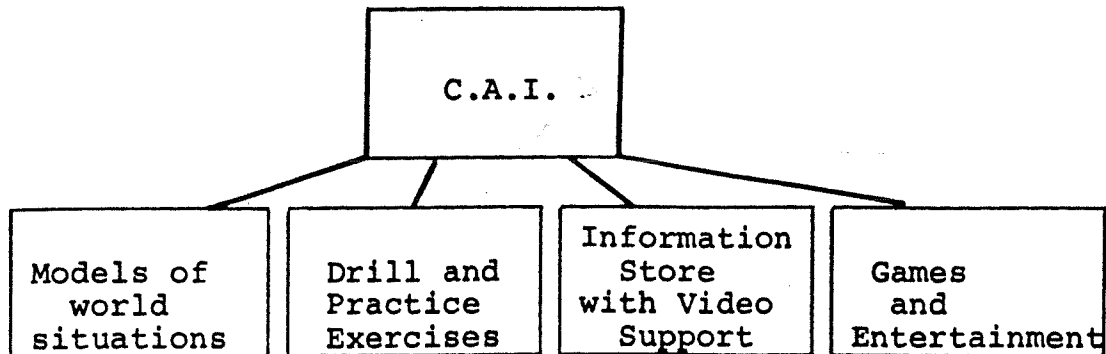 C.A.I.
Models of
world
situations
Drill and
Practice
Exercises
Information
Store
with Video
Support
Games
and
Entertainment